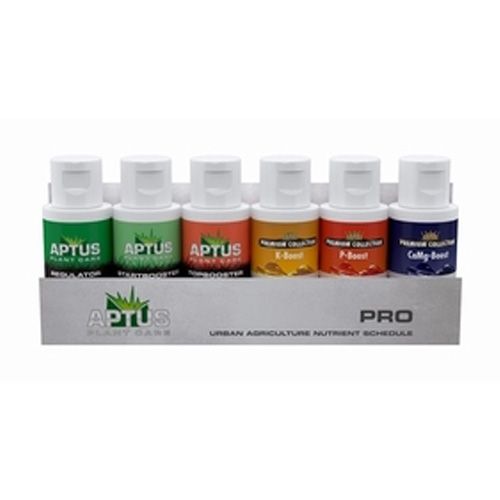 APTUS
PLANT CARE
REGULATOR
APTUS
PLANT CARE
STARTBOOSTER
APTUS
PLANT CARE
TOPBOOSTER
PREMIUM COLLECTION
K-Boost
PREMIUM COLLECTION
P-Boost
PREMIUM COLLECTION
CaMg-Boost
APTUS
PLANT CARE
PRO
URBAN AGRICULTURE NUTRIENT SCHEDULE